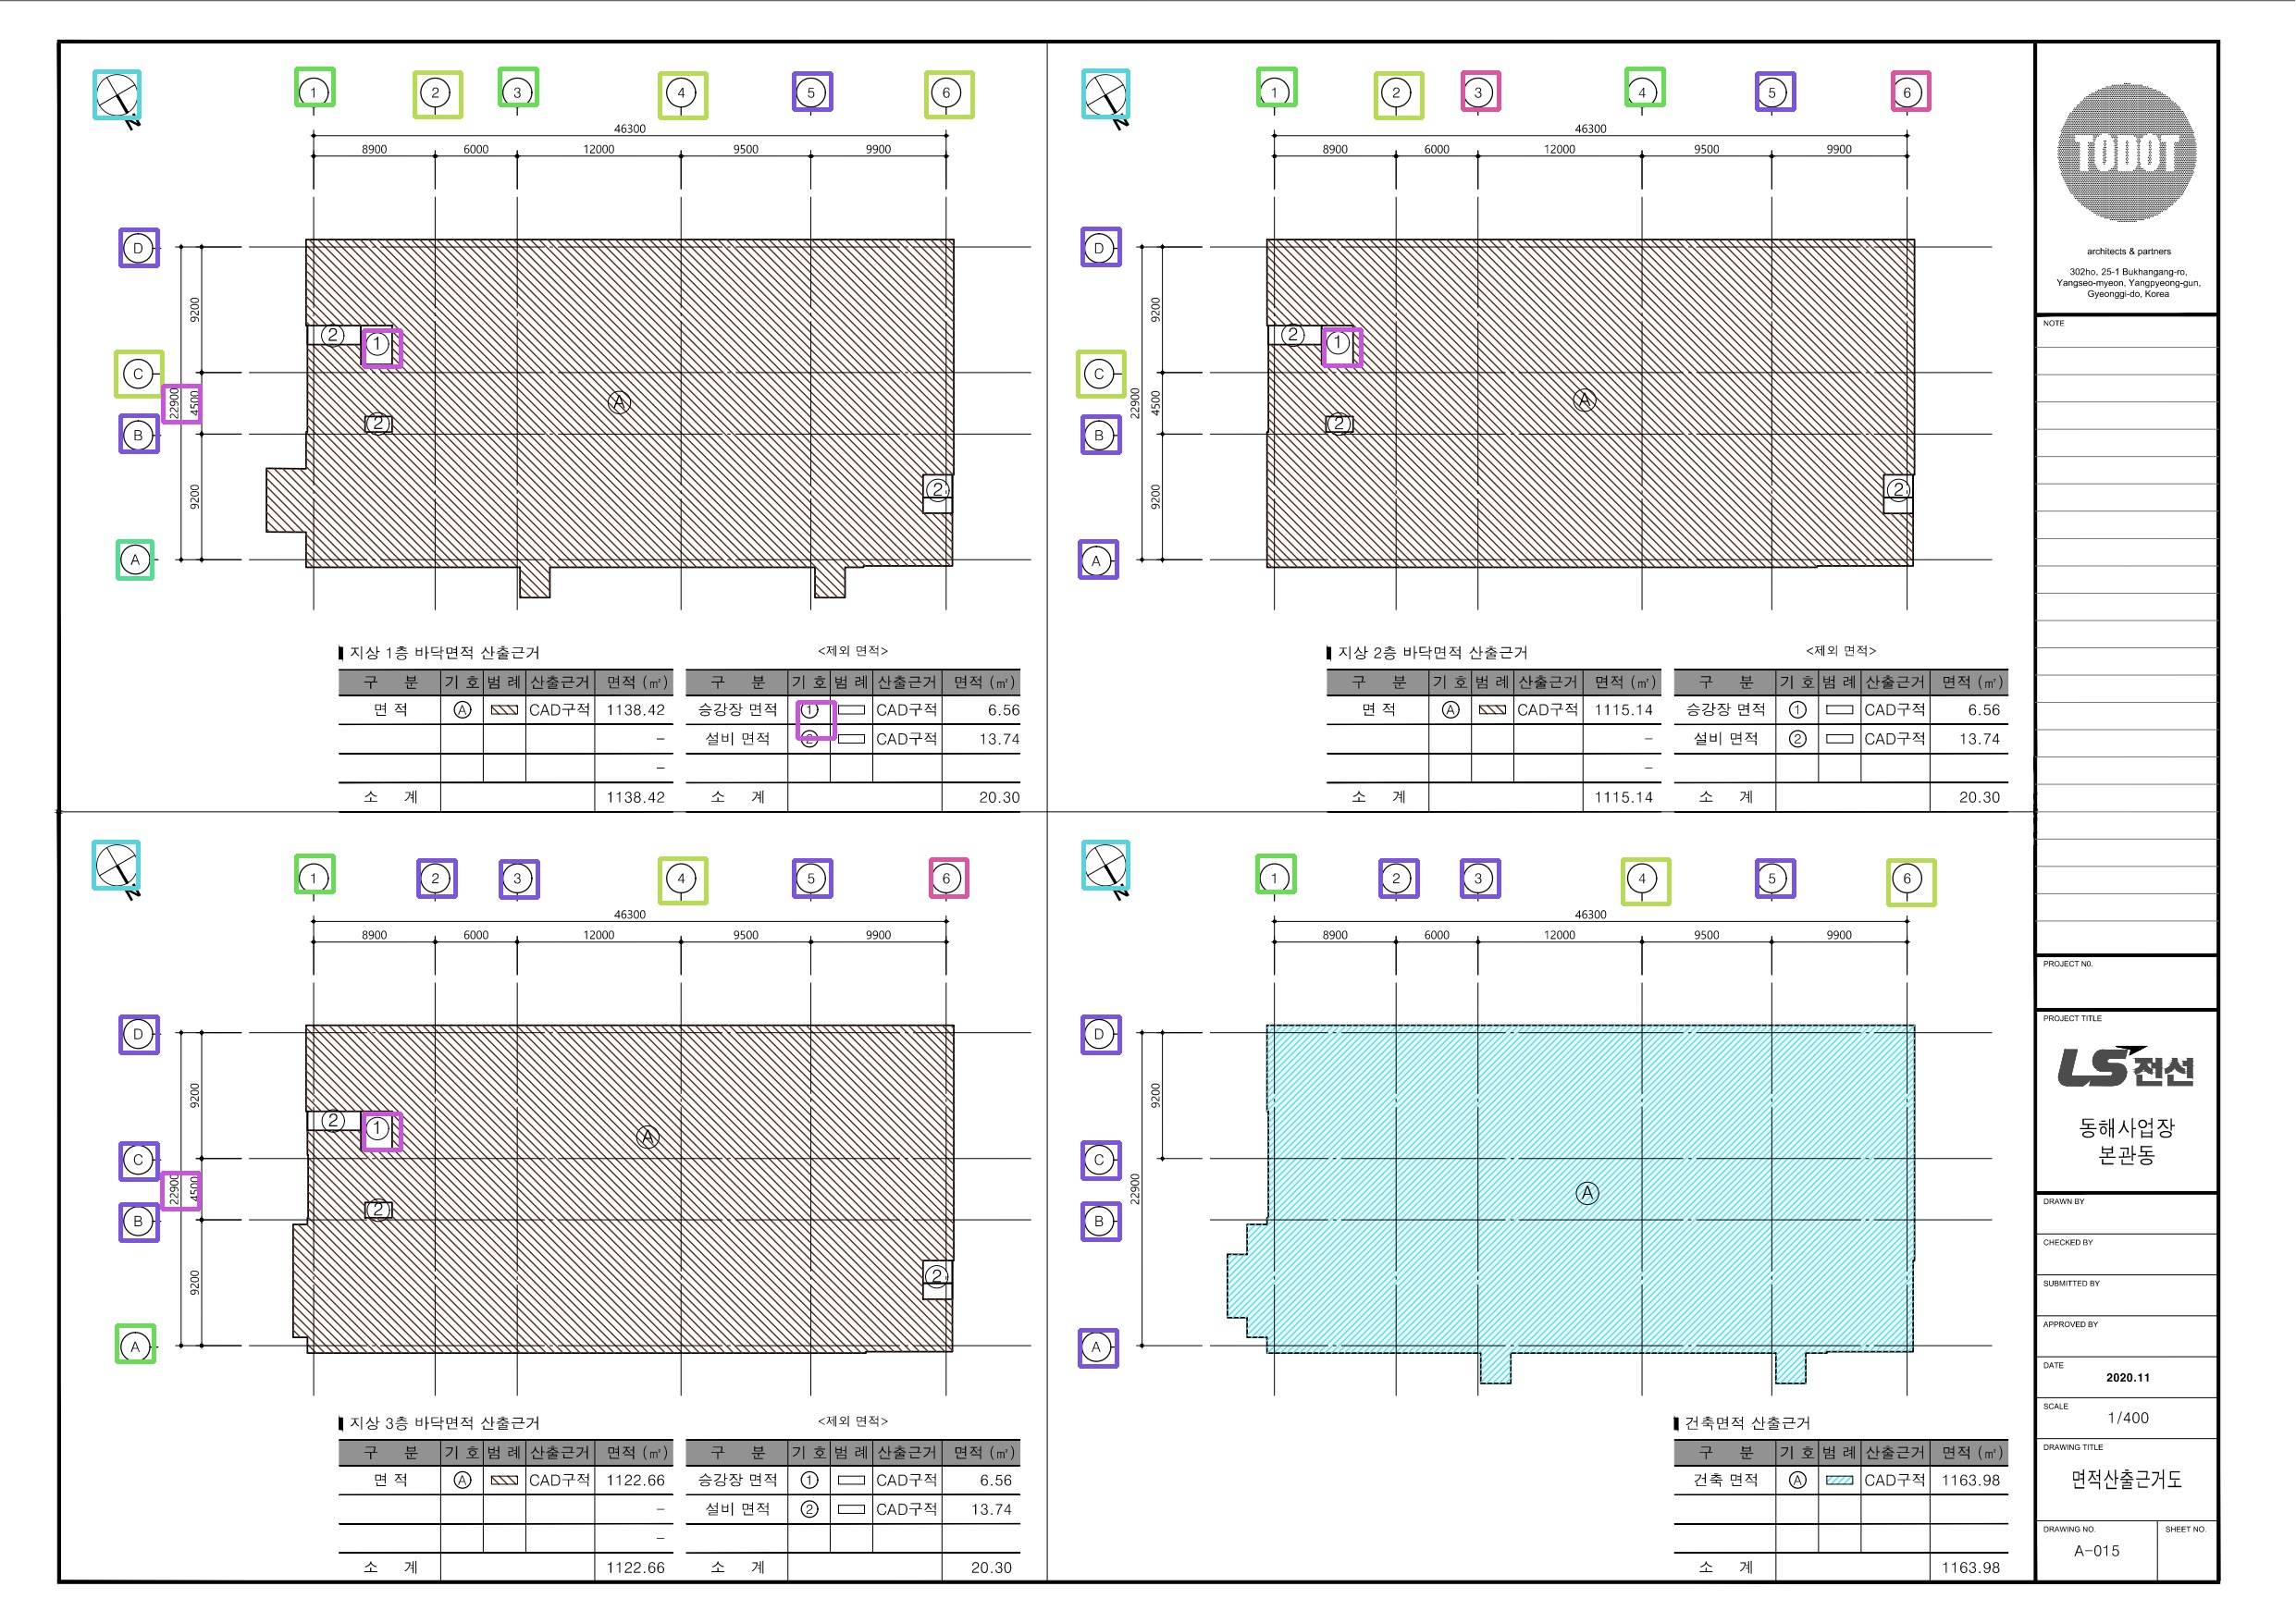 1 2 3 4 5 6
46300
8900 6000 12000 9500 9900
N
D
C
B
A
9200
22900
4500
9200
2 1
A
2
2
지상 1층 바닥면적 산출근거
<제외 면적>
구 분 기 호 범 례 산출근거 면적 (㎡)
면 적 A CAD구적 1138.42
-
-
소 계 1138.42
구 분 기 호 범 례 산출근거 면적 (㎡)
승강장 면적 1 CAD구적 6.56
설비 면적 2 CAD구적 13.74
소 계 20.30
1 2 3 4 5 6
46300
8900 6000 12000 9500 9900
N
D
C
B
A
9200
22900
4500
9200
2 1
A
2
2
지상 2층 바닥면적 산출근거
<제외 면적>
구 분 기 호 범 례 산출근거 면적 (㎡)
면 적 A CAD구적 1115.14
-
-
소 계 1115.14
구 분 기 호 범 례 산출근거 면적 (㎡)
승강장 면적 1 CAD구적 6.56
설비 면적 2 CAD구적 13.74
소 계 20.30
1 2 3 4 5 6
46300
8900 6000 12000 9500 9900
N
D
C
B
A
9200
22900
4500
9200
2 1
A
2
2
지상 3층 바닥면적 산출근거
<제외 면적>
구 분 기 호 범 례 산출근거 면적 (㎡)
면 적 A CAD구적 1122.66
-
-
소 계 1122.66
구 분 기 호 범 례 산출근거 면적 (㎡)
승강장 면적 1 CAD구적 6.56
설비 면적 2 CAD구적 13.74
소 계 20.30
1 2 3 4 5 6
46300
8900 6000 12000 9500 9900
N
D
C
B
A
9200
22900
A
건축면적 산출근거
구 분 기 호 범 례 산출근거 면적 (㎡)
건축 면적 A CAD구적 1163.98
소 계 1163.98
TODOT
architects & partners
302ho, 25-1 Bukhangang-ro,
Yangseo-myeon, Yangpyeong-gun,
Gyeonggi-do, Korea
NOTE
PROJECT NO.
PROJECT TITLE
LS전선
동해사업장
본관동
DRAWN BY
CHECKED BY
SUBMITTED BY
APPROVED BY
DATE
2020.11
SCALE
1/400
DRAWING TITLE
면적산출근거도
DRAWING NO. SHEET NO.
A-015